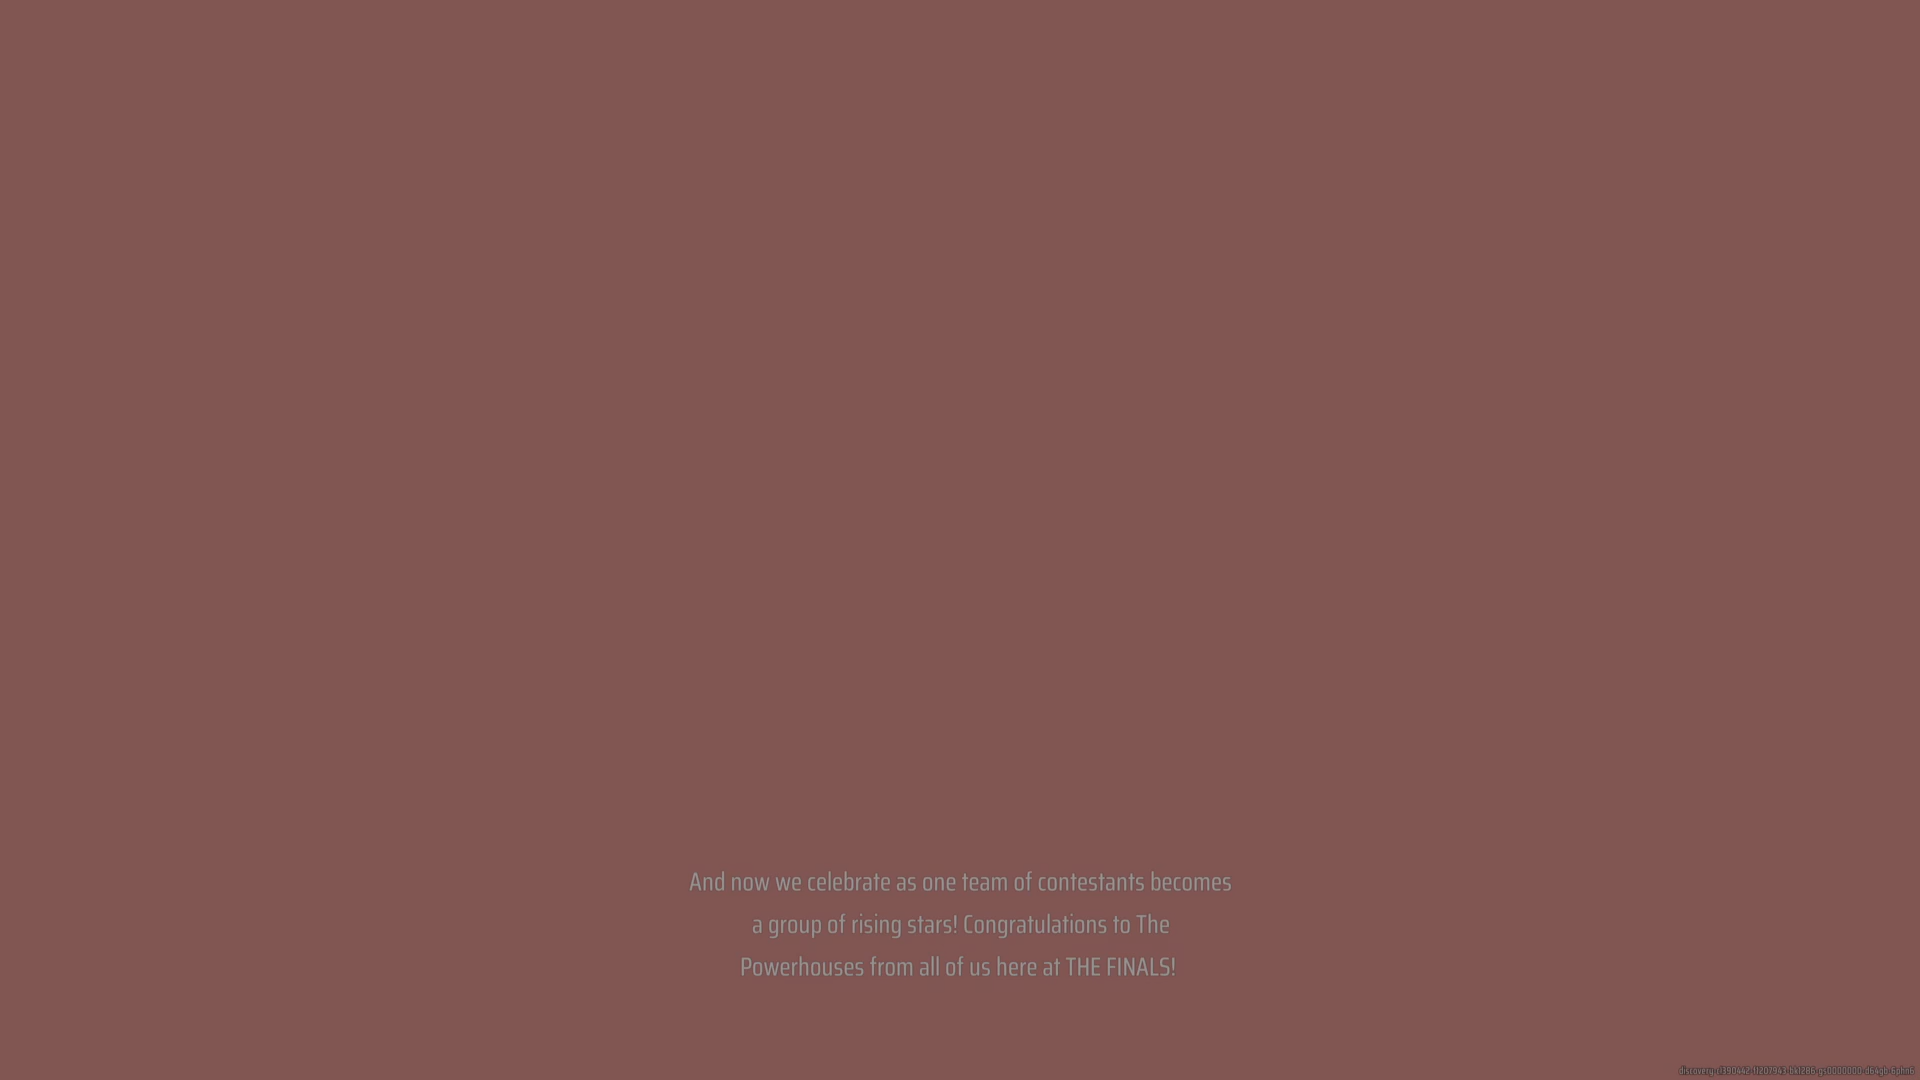 And now we celebrate as one team of contestants becomes
a group of rising stars! Congratulations to The
Powerhouses from all of us here at THE FINALS!